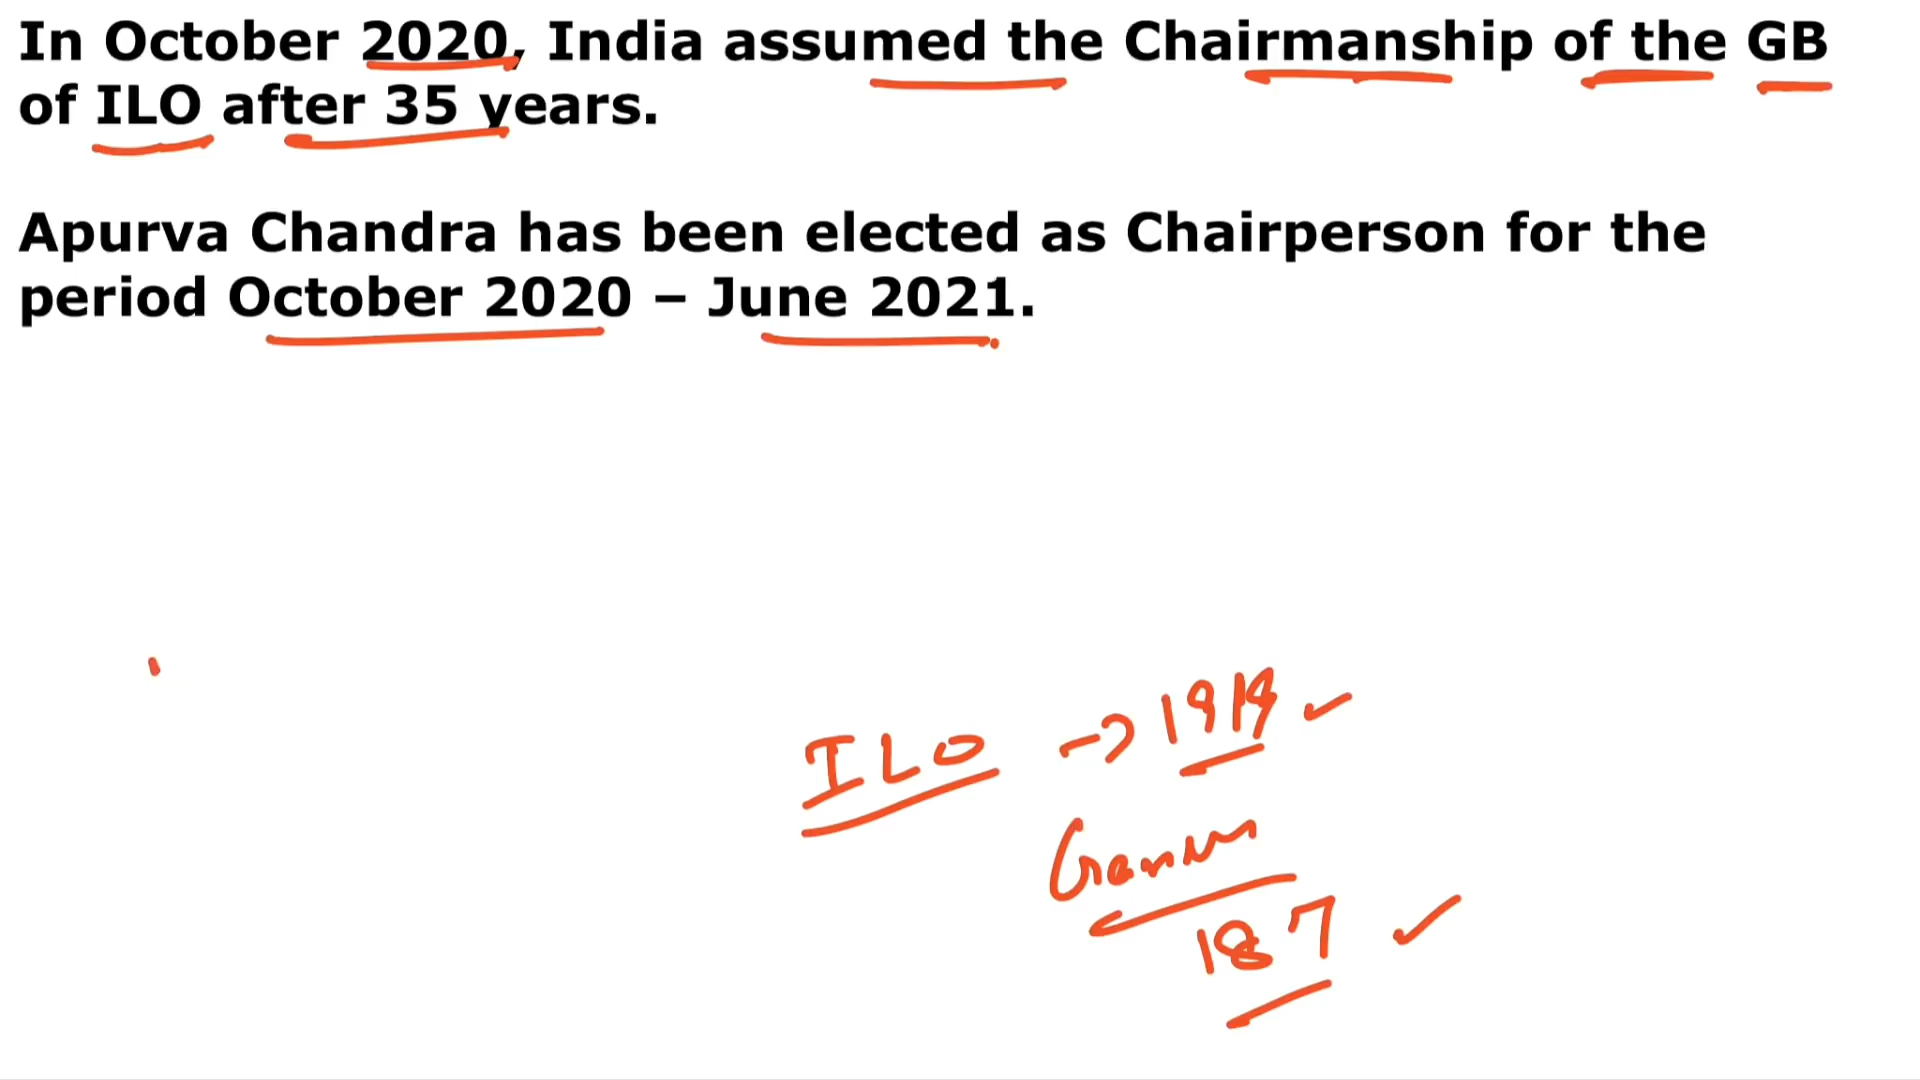 In October 2020, India assumed the Chairmanship of the GB
of ILO after 35 years.
Apurva Chandra has been elected as Chairperson for the
period October 2020 – June 2021.
ILO → 1919 ✓
187 ✓